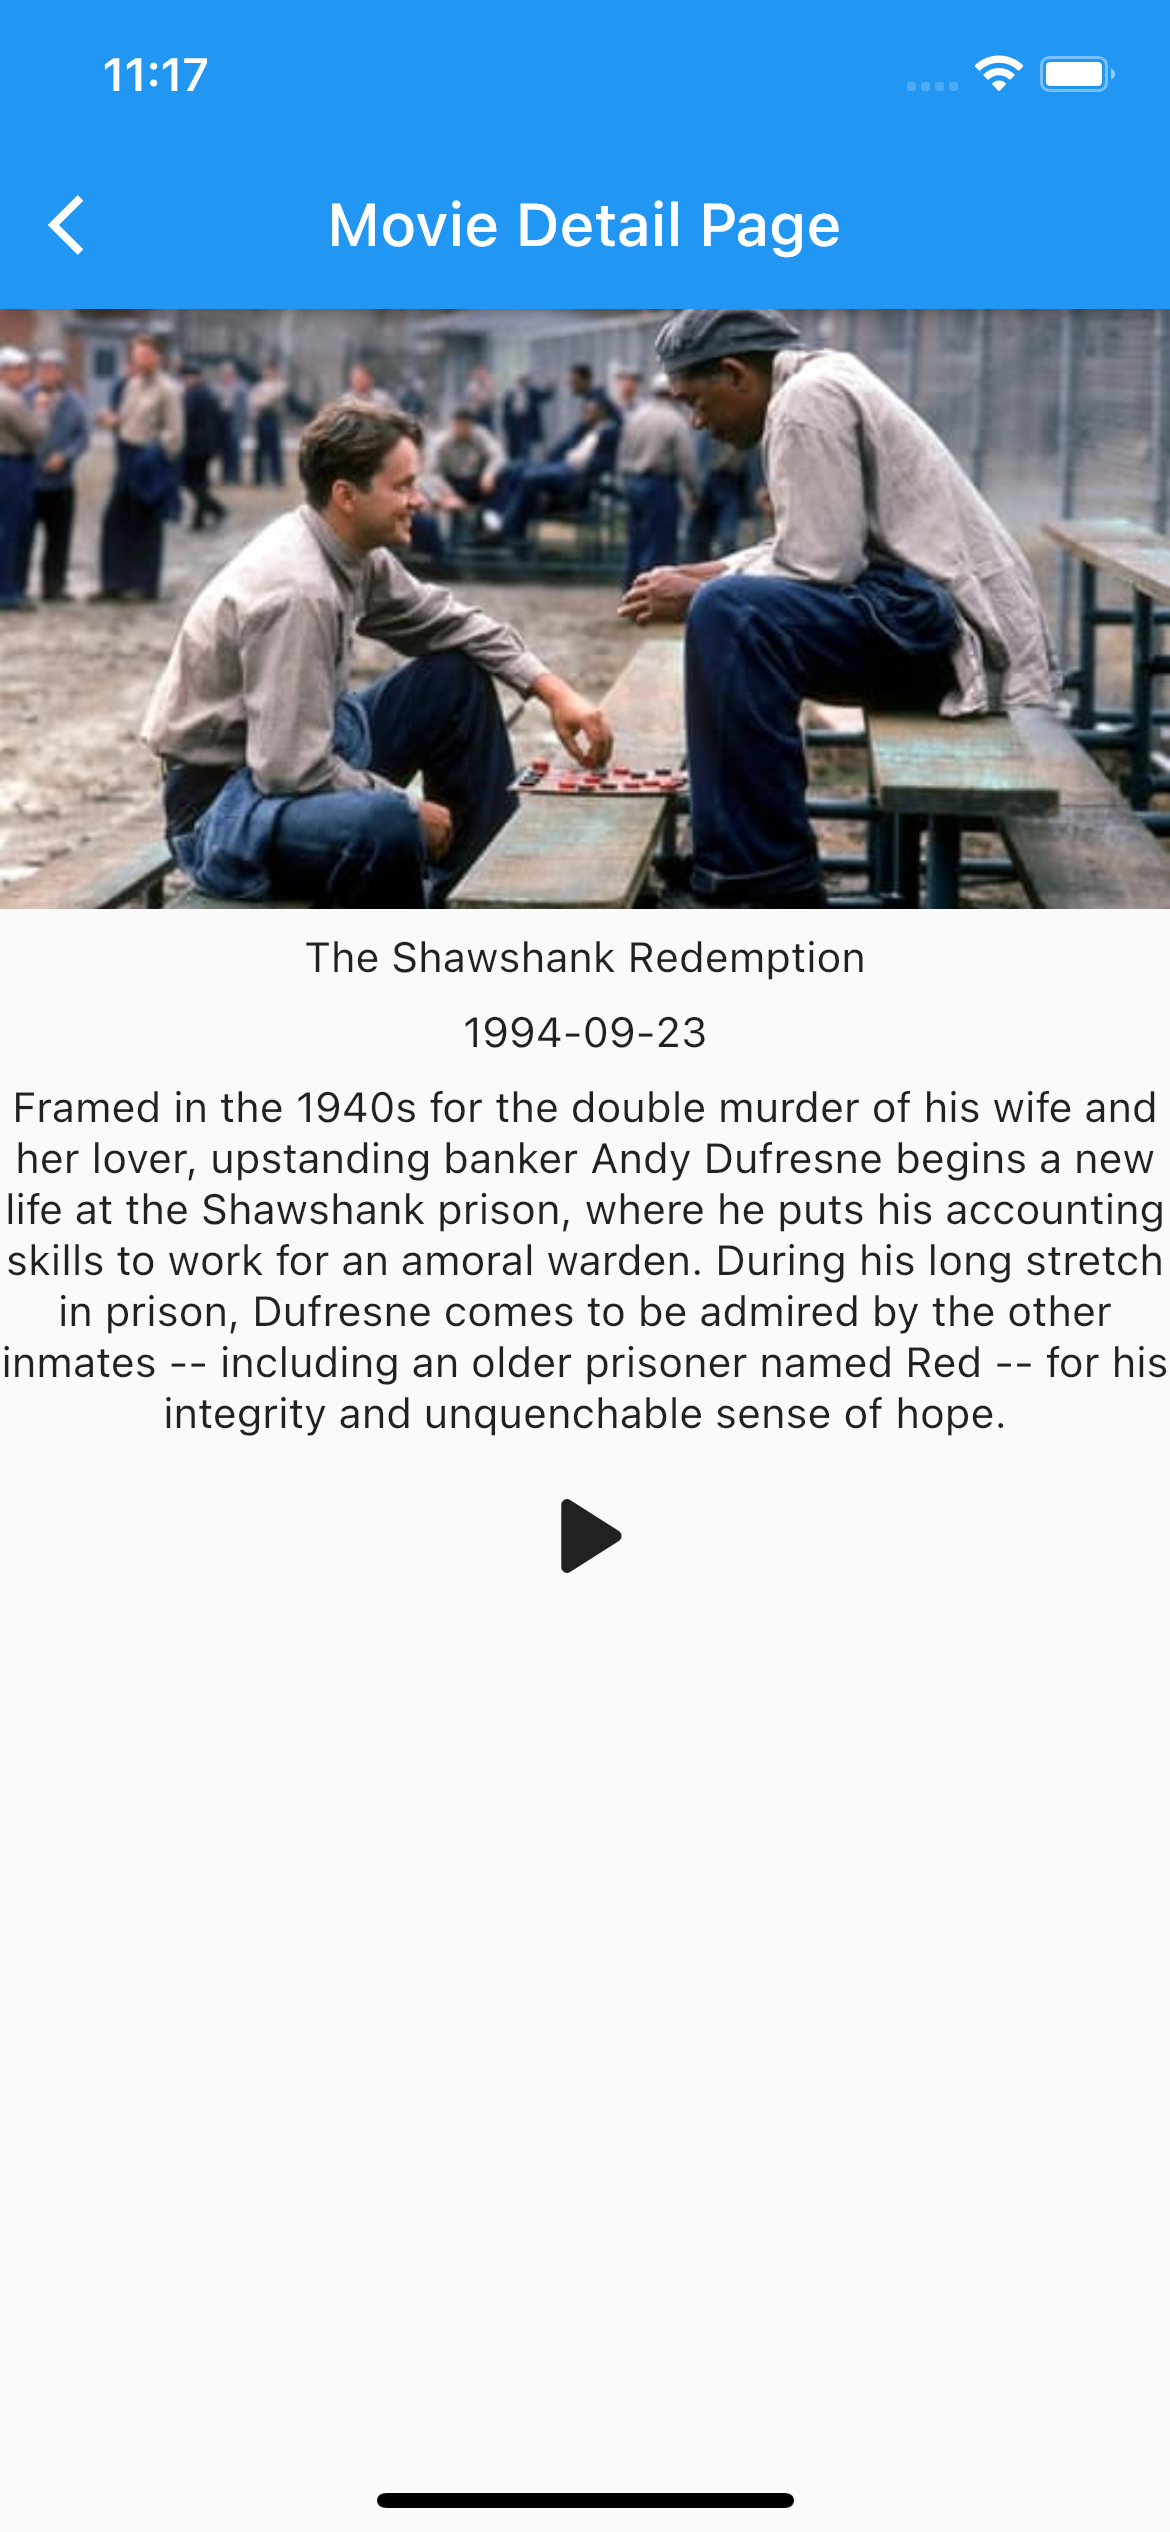 11:17
Movie Detail Page
The Shawshank Redemption
1994-09-23
Framed in the 1940s for the double murder of his wife and
her lover, upstanding banker Andy Dufresne begins a new
life at the Shawshank prison, where he puts his accounting
skills to work for an amoral warden. During his long stretch
in prison, Dufresne comes to be admired by the other
inmates -- including an older prisoner named Red -- for his
integrity and unquenchable sense of hope.